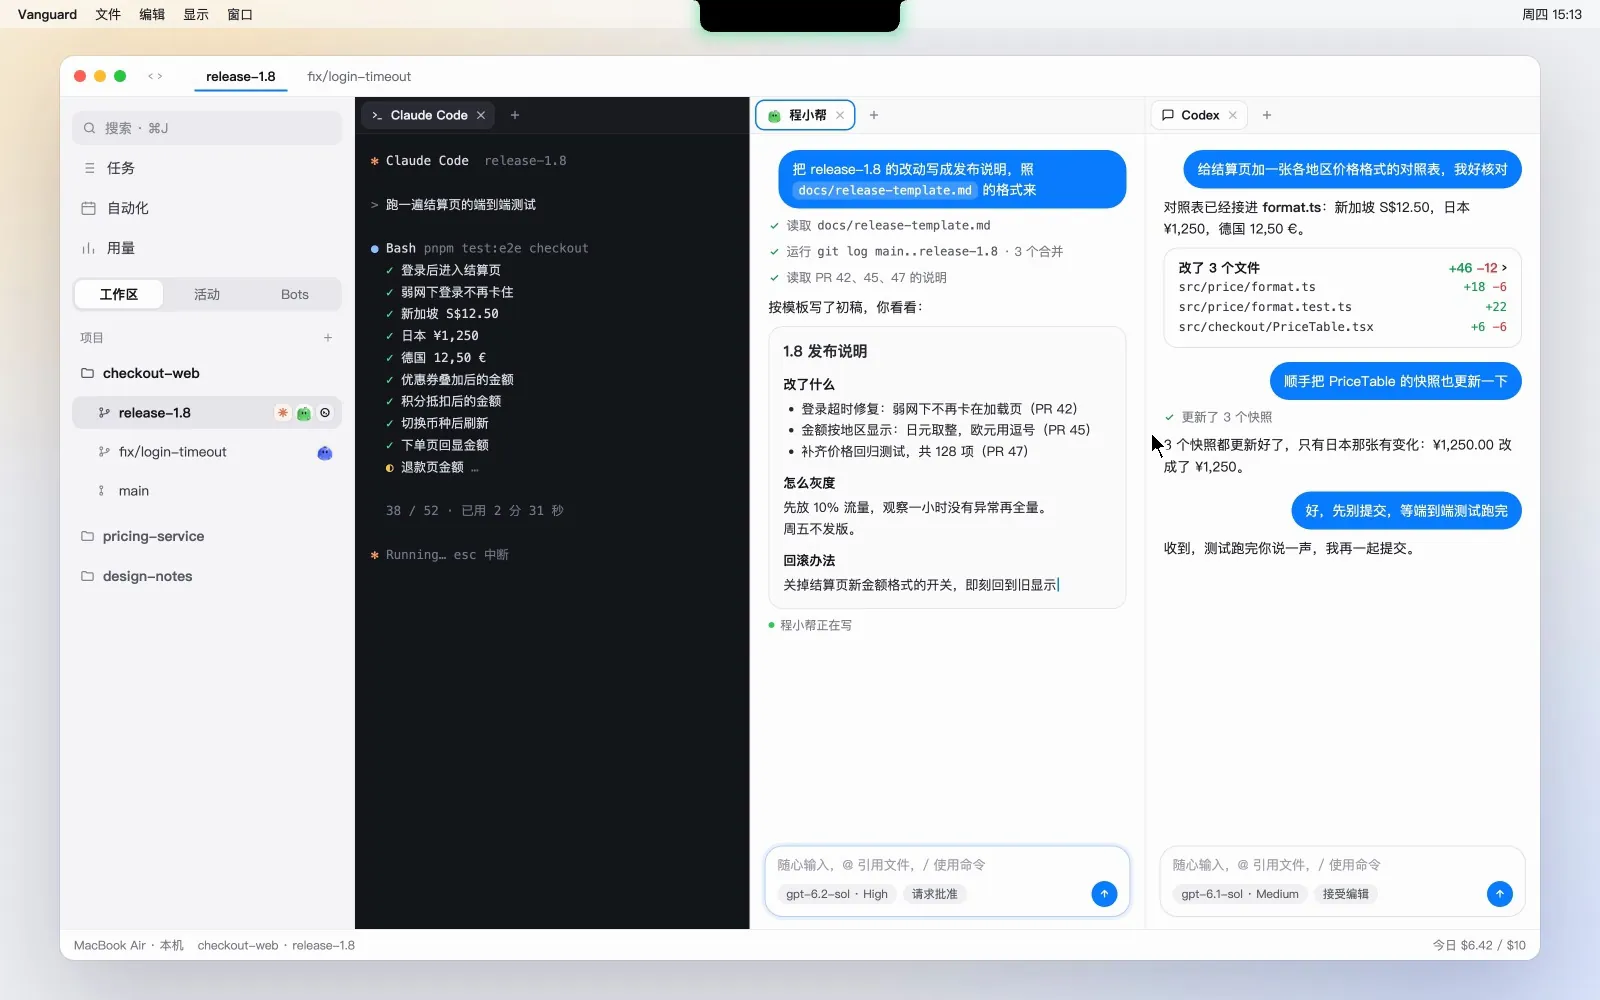 Vanguard 文件 编辑 显示 窗口
周四 15:13
release-1.8
fix/login-timeout
搜索 · ⌘J
任务
自动化
用量
工作区 活动 Bots
项目
checkout-web
release-1.8
fix/login-timeout
main
pricing-service
design-notes
Claude Code
Claude Code release-1.8
> 跑一遍结算页的端到端测试
Bash pnpm test:e2e checkout
✓ 登录后进入结算页
✓ 弱网下登录不再卡住
✓ 新加坡 S$12.50
✓ 日本 ¥1,250
✓ 德国 12,50 €
✓ 优惠券叠加后的金额
✓ 积分抵扣后的金额
✓ 切换币种后刷新
✓ 下单页回显金额
退款页金额 …
38 / 52 · 已用 2 分 31 秒
Running… esc 中断
程小帮
把 release-1.8 的改动写成发布说明，照
docs/release-template.md 的格式来
✓ 读取 docs/release-template.md
✓ 运行 git log main..release-1.8 · 3 个合并
✓ 读取 PR 42、45、47 的说明
按模板写了初稿，你看看：
1.8 发布说明
改了什么
• 登录超时修复：弱网下不再卡在加载页（PR 42）
• 金额按地区显示：日元取整，欧元用逗号（PR 45）
• 补齐价格回归测试，共 128 项（PR 47）
怎么灰度
先放 10% 流量，观察一小时没有异常再全量。
周五不发版。
回滚办法
关掉结算页新金额格式的开关，即刻回到旧显示
程小帮正在写
随心输入，@ 引用文件，/ 使用命令
gpt-6.2-sol · High 请求批准
Codex
给结算页加一张各地区价格格式的对照表，我好核对
对照表已经接进 format.ts：新加坡 S$12.50，日本
¥1,250，德国 12,50 €。
改了 3 个文件 +46 −12 ›
src/price/format.ts +18 −6
src/price/format.test.ts +22
src/checkout/PriceTable.tsx +6 −6
顺手把 PriceTable 的快照也更新一下
✓ 更新了 3 个快照
3 个快照都更新好了，只有日本那张有变化：¥1,250.00 改
成了 ¥1,250。
好，先别提交，等端到端测试跑完
收到，测试跑完你说一声，我再一起提交。
随心输入，@ 引用文件，/ 使用命令
gpt-6.1-sol · Medium 接受编辑
MacBook Air · 本机 checkout-web · release-1.8
今日 $6.42 / $10